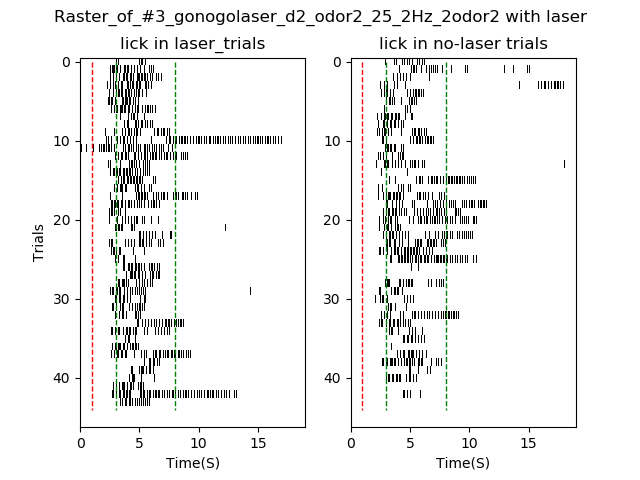 Raster_of_#3_gonogolaser_d2_odor2_25_2Hz_2odor2 with laser
lick in laser_trials
lick in no-laser trials
0
10
20
30
40
Trials
0
10
20
30
40
0 5 10 15
0 5 10 15
Time(S)
Time(S)